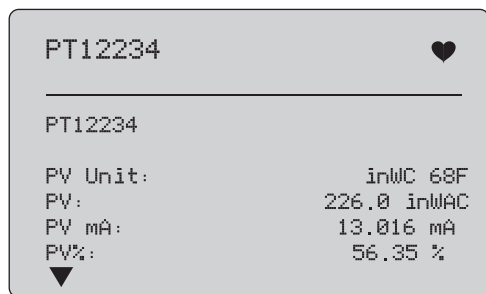 PT12234
PT12234
PV Unit: inWC 68F
PV: 226.0 inWAC
PV mA: 13.016 mA
PV%: 56.35 %